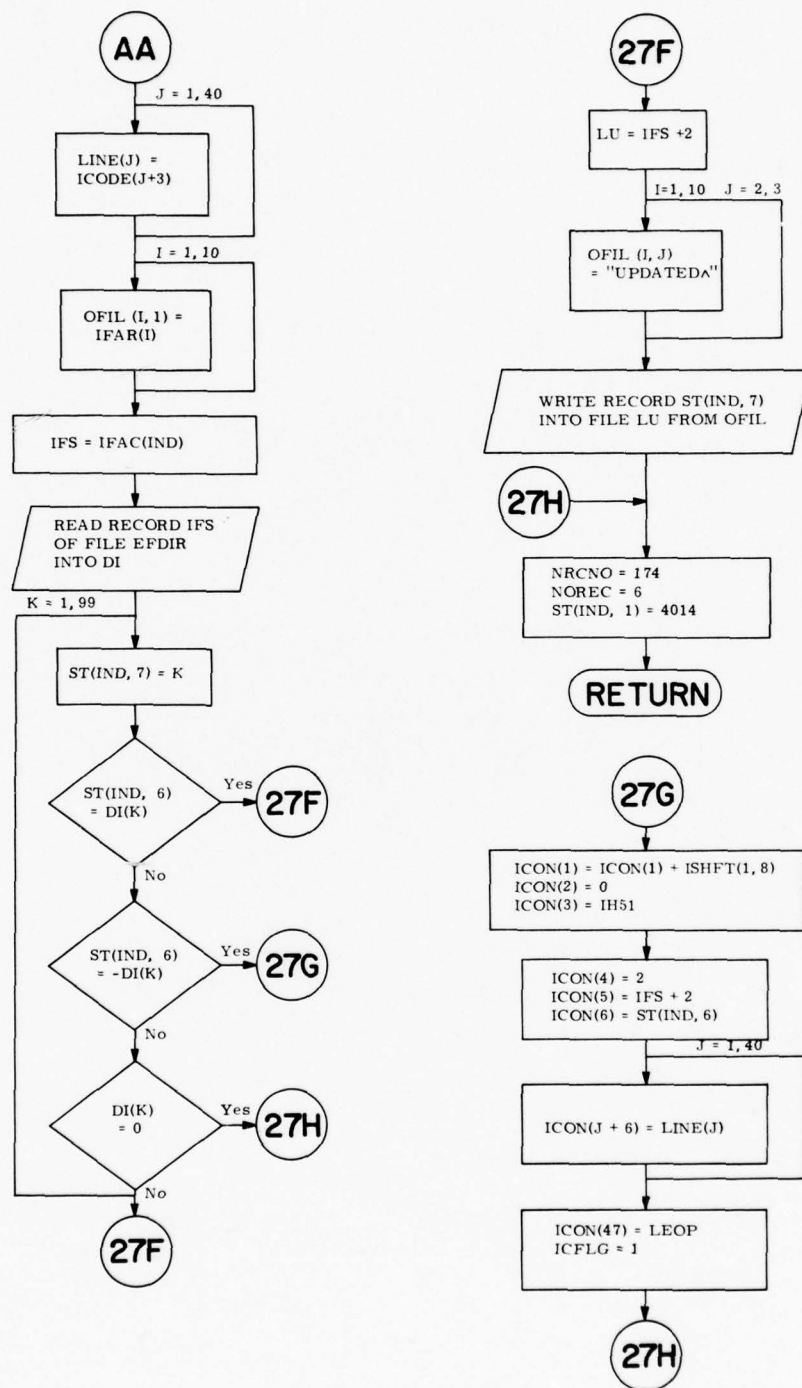 AA
J = 1, 40
LINE(J) =
ICODE(J+3)
I = 1, 10
OFIL (I, 1) =
IFAR(I)
IFS = IFAC(IND)
READ RECORD IFS
OF FILE EFDIR
INTO DI
K = 1, 99
ST(IND, 7) = K
ST(IND, 6)
= DI(K)
Yes
27F
No
ST(IND, 6)
= -DI(K)
Yes
27G
No
DI(K)
= 0
Yes
27H
No
27F
27F
LU = IFS +2
I=1, 10 J = 2, 3
OFIL (I, J)
= "UPDATED∧"
WRITE RECORD ST(IND, 7)
INTO FILE LU FROM OFIL
27H
NRCNO = 174
NOREC = 6
ST(IND, 1) = 4014
RETURN
27G
ICON(1) = ICON(1) + ISHFT(1, 8)
ICON(2) = 0
ICON(3) = IH51
ICON(4) = 2
ICON(5) = IFS + 2
ICON(6) = ST(IND, 6)
J = 1, 40
ICON(J + 6) = LINE(J)
ICON(47) = LEOP
ICFLG = 1
27H